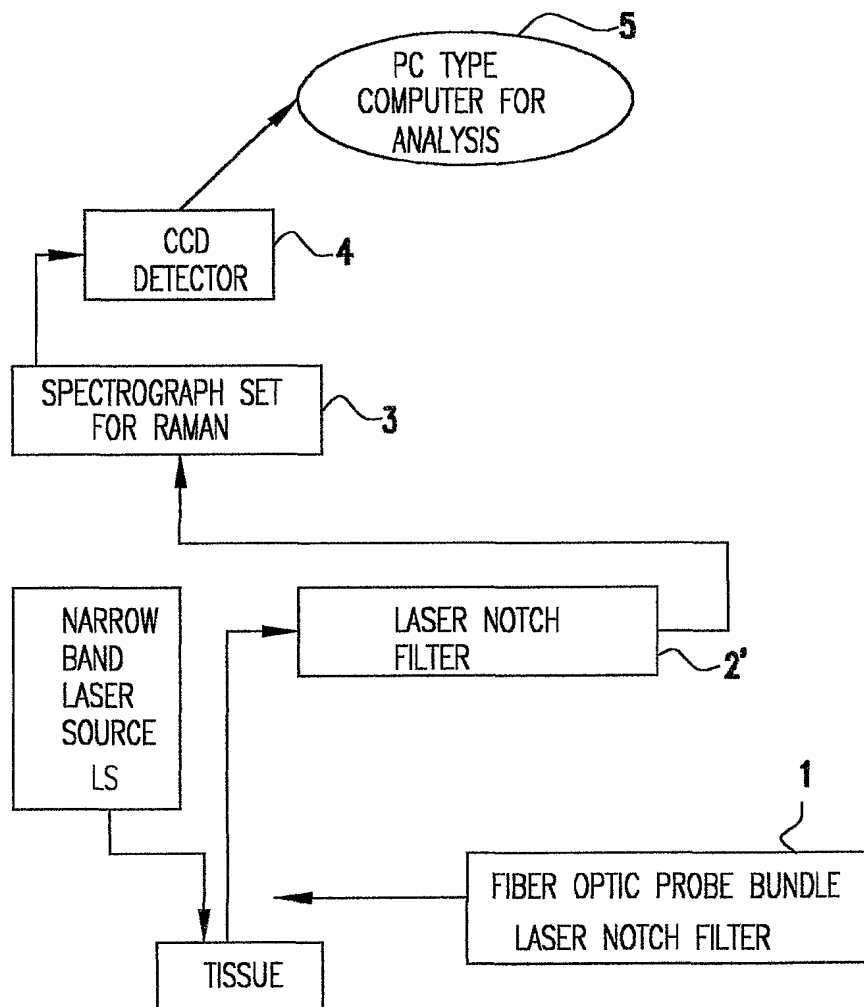 5
PC TYPE
COMPUTER FOR
ANALYSIS
CCD
DETECTOR
4
SPECTROGRAPH SET
FOR RAMAN
3
NARROW
BAND
LASER
SOURCE
LS
LASER NOTCH
FILTER
2'
1
FIBER OPTIC PROBE BUNDLE
LASER NOTCH FILTER
TISSUE